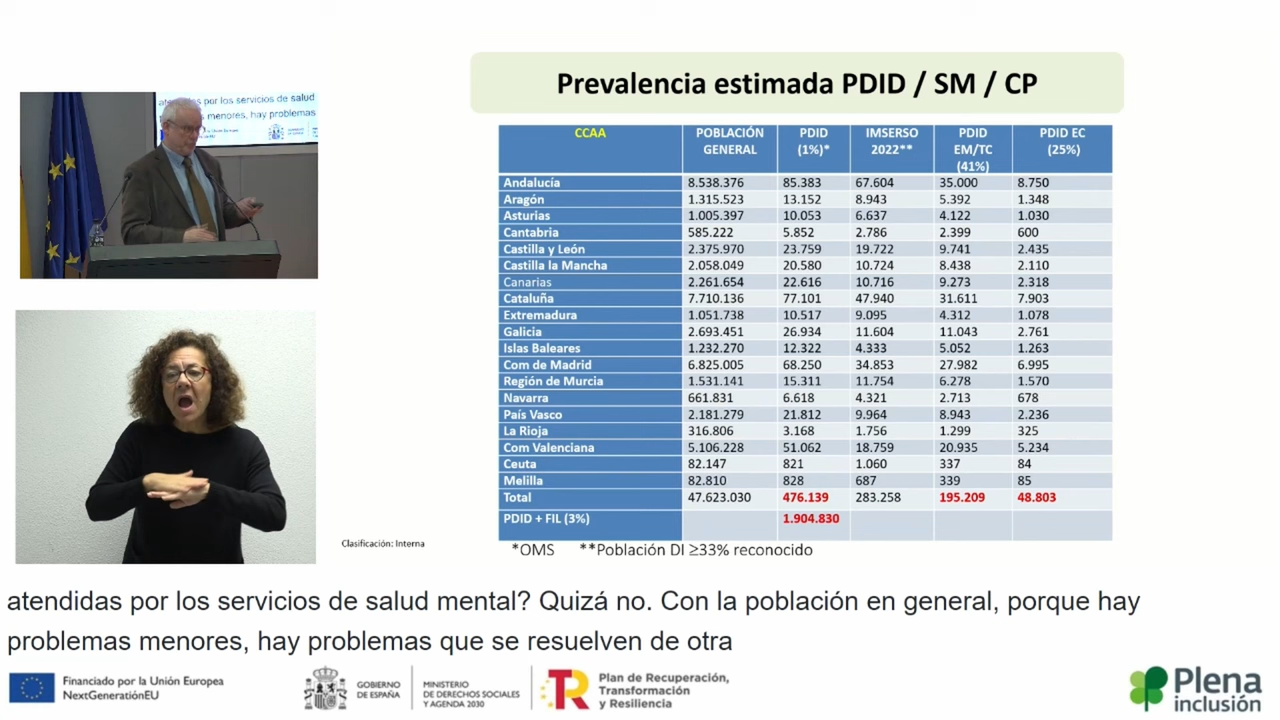 Prevalencia estimada PDID / SM / CP
atendidas por los servicios de salud
menores, hay problemas
CCAA POBLACIÓN GENERAL PDID (1%)* IMSERSO 2022** PDID EM/TC (41%) PDID EC (25%)
Andalucía 8.538.376 85.383 67.604 35.000 8.750
Aragón 1.315.523 13.152 8.943 5.392 1.348
Asturias 1.005.397 10.053 6.637 4.122 1.030
Cantabria 585.222 5.852 2.786 2.399 600
Castilla y León 2.375.970 23.759 19.722 9.741 2.435
Castilla la Mancha 2.058.049 20.580 10.724 8.438 2.110
Canarias 2.261.654 22.616 10.716 9.273 2.318
Cataluña 7.710.136 77.101 47.940 31.611 7.903
Extremadura 1.051.738 10.517 9.095 4.312 1.078
Galicia 2.693.451 26.934 11.604 11.043 2.761
Islas Baleares 1.232.270 12.322 4.333 5.052 1.263
Com de Madrid 6.825.005 68.250 34.853 27.982 6.995
Región de Murcia 1.531.141 15.311 11.754 6.278 1.570
Navarra 661.831 6.618 4.321 2.713 678
País Vasco 2.181.279 21.812 9.964 8.943 2.236
La Rioja 316.806 3.168 1.756 1.299 325
Com Valenciana 5.106.228 51.062 18.759 20.935 5.234
Ceuta 82.147 821 1.060 337 84
Melilla 82.810 828 687 339 85
Total 47.623.030 476.139 283.258 195.209 48.803
PDID + FIL (3%) 1.904.830
Clasificación: Interna
*OMS **Población DI ≥33% reconocido
atendidas por los servicios de salud mental? Quizá no. Con la población en general, porque hay
problemas menores, hay problemas que se resuelven de otra
Financiado por la Unión Europea
NextGenerationEU
GOBIERNO
DE ESPAÑA
MINISTERIO
DE DERECHOS SOCIALES
Y AGENDA 2030
Plan de Recuperación,
Transformación
y Resiliencia
Plena
inclusión